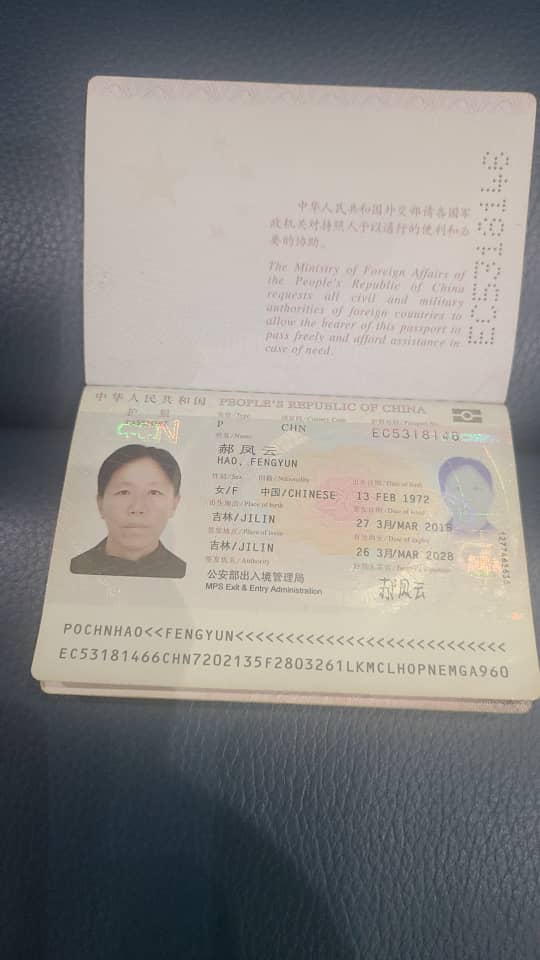 中华人民共和国外交部请各国军
政机关对持照人予以通行的便利和必
要的协助。
The Ministry of Foreign Affairs of
the People's Republic of China
requests all civil and military
authorities of foreign countries to
allow the bearer of this passport to
pass freely and afford assistance in
case of need.
EC5318146
中华人民共和国 PEOPLE'S REPUBLIC OF CHINA
护 照
PASSPORT
类型/Type 国家码/Country Code 护照号码/Passport No.
P CHN EC5318146
姓名/Name
郝凤云
HAO, FENGYUN
性别/Sex 国籍/Nationality 出生日期/Date of birth
女/F 中国/CHINESE 13 FEB 1972
出生地点/Place of birth 签发日期/Date of issue
吉林/JILIN 27 3月/MAR 2018
签发地点/Place of issue 有效期至/Date of expiry
吉林/JILIN 26 3月/MAR 2028
签发机关/Authority 持照人签名/Bearer's signature
公安部出入境管理局 郝凤云
MPS Exit & Entry Administration
POCHNHAO<<FENGYUN<<<<<<<<<<<<<<<<<<<<<<<<<<<
EC53181466CHN7202135F2803261LKMCLHOPNEMGA960